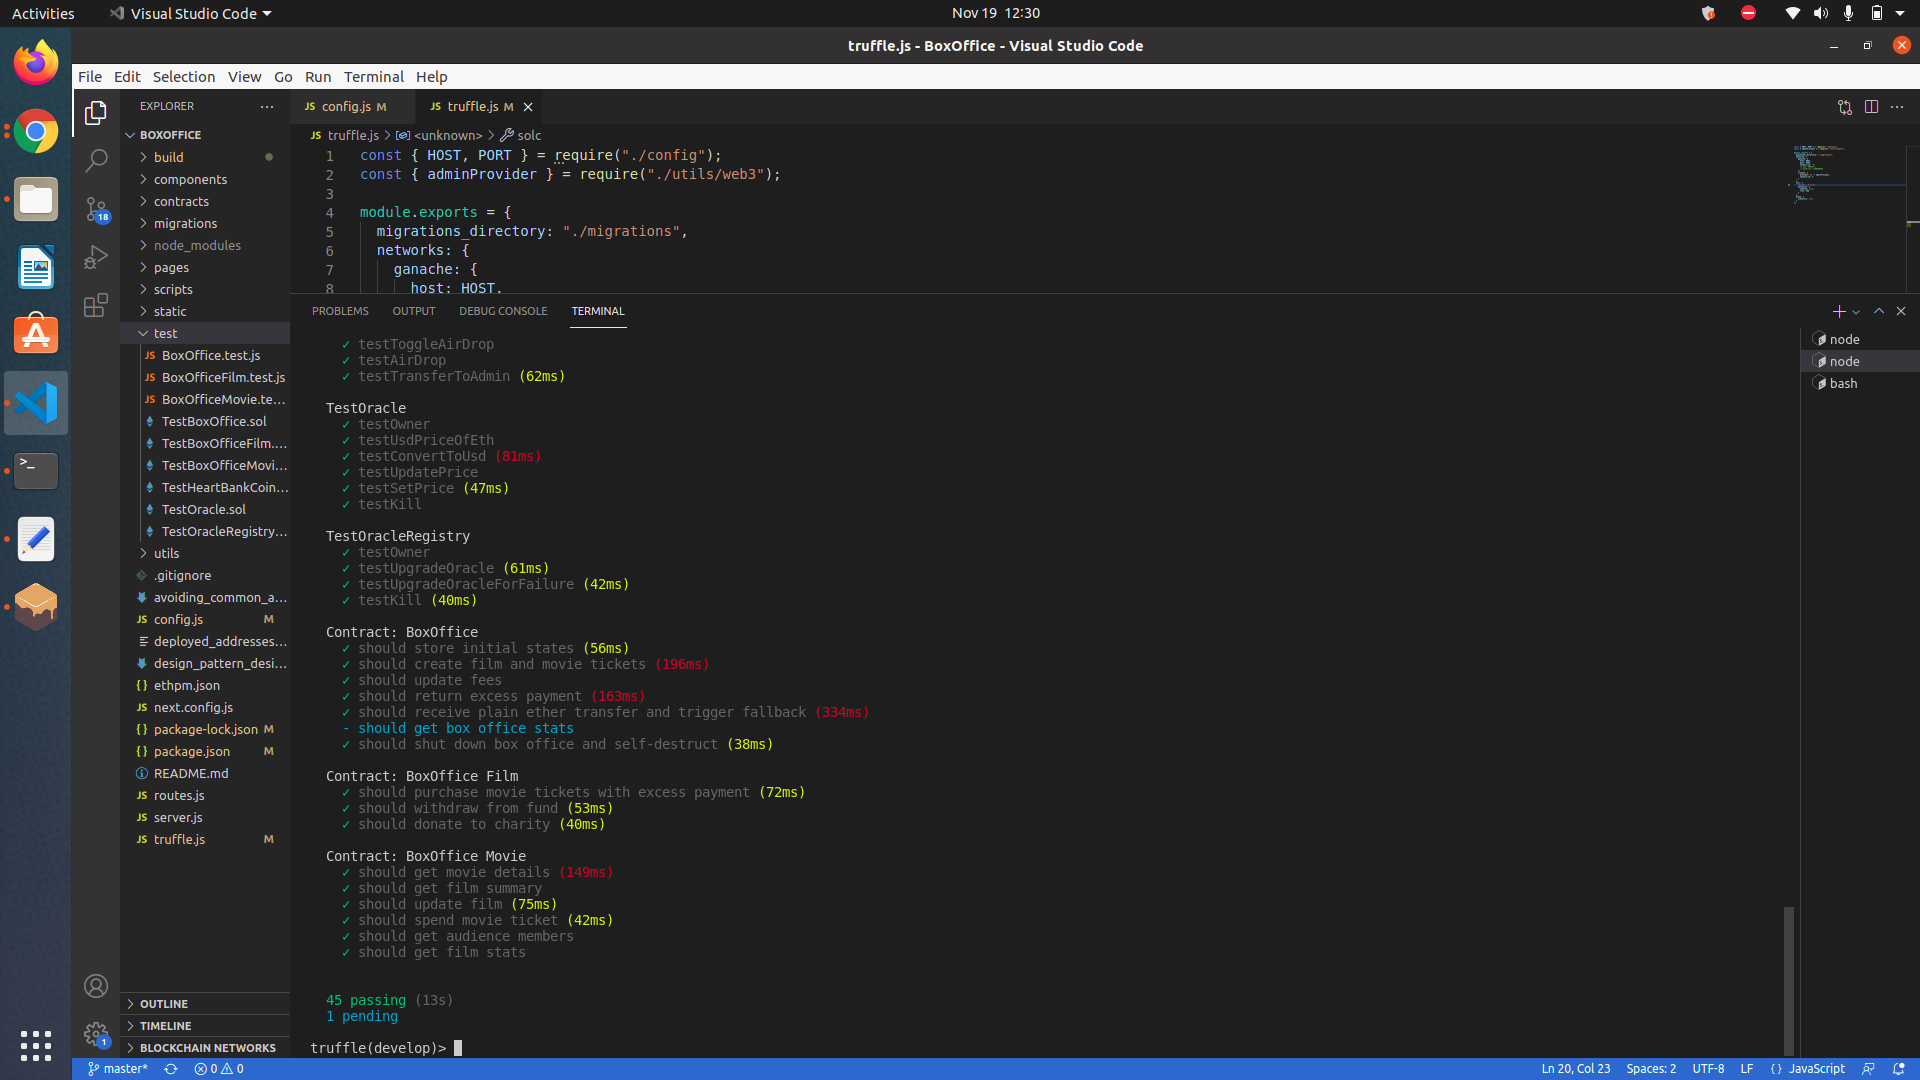 Activities
Visual Studio Code
Nov 19 12:30
truffle.js - BoxOffice - Visual Studio Code
File Edit Selection View Go Run Terminal Help
EXPLORER
BOXOFFICE
build
components
contracts
migrations
node_modules
pages
scripts
static
test
JS BoxOffice.test.js
JS BoxOfficeFilm.test.js
JS BoxOfficeMovie.te...
TestBoxOffice.sol
TestBoxOfficeFilm....
TestBoxOfficeMovi...
TestHeartBankCoin...
TestOracle.sol
TestOracleRegistry...
utils
.gitignore
avoiding_common_a...
JS config.js M
deployed_addresses...
design_pattern_desi...
{} ethpm.json
JS next.config.js
{} package-lock.json M
{} package.json M
README.md
JS routes.js
JS server.js
JS truffle.js M
OUTLINE
TIMELINE
BLOCKCHAIN NETWORKS
18
1
JS config.js M
JS truffle.js M
JS truffle.js > <unknown> > solc
1 const { HOST, PORT } = require("./config");
2 const { adminProvider } = require("./utils/web3");
3
4 module.exports = {
5 migrations_directory: "./migrations",
6 networks: {
7 ganache: {
8 host: HOST,
PROBLEMS OUTPUT DEBUG CONSOLE TERMINAL
✓ testToggleAirDrop
✓ testAirDrop
✓ testTransferToAdmin (62ms)
TestOracle
✓ testOwner
✓ testUsdPriceOfEth
✓ testConvertToUsd (81ms)
✓ testUpdatePrice
✓ testSetPrice (47ms)
✓ testKill
TestOracleRegistry
✓ testOwner
✓ testUpgradeOracle (61ms)
✓ testUpgradeOracleForFailure (42ms)
✓ testKill (40ms)
Contract: BoxOffice
✓ should store initial states (56ms)
✓ should create film and movie tickets (196ms)
✓ should update fees
✓ should return excess payment (163ms)
✓ should receive plain ether transfer and trigger fallback (334ms)
- should get box office stats
✓ should shut down box office and self-destruct (38ms)
Contract: BoxOffice Film
✓ should purchase movie tickets with excess payment (72ms)
✓ should withdraw from fund (53ms)
✓ should donate to charity (40ms)
Contract: BoxOffice Movie
✓ should get movie details (149ms)
✓ should get film summary
✓ should update film (75ms)
✓ should spend movie ticket (42ms)
✓ should get audience members
✓ should get film stats
45 passing (13s)
1 pending
truffle(develop)>
node
node
bash
master* 0 0
Ln 20, Col 23 Spaces: 2 UTF-8 LF {} JavaScript